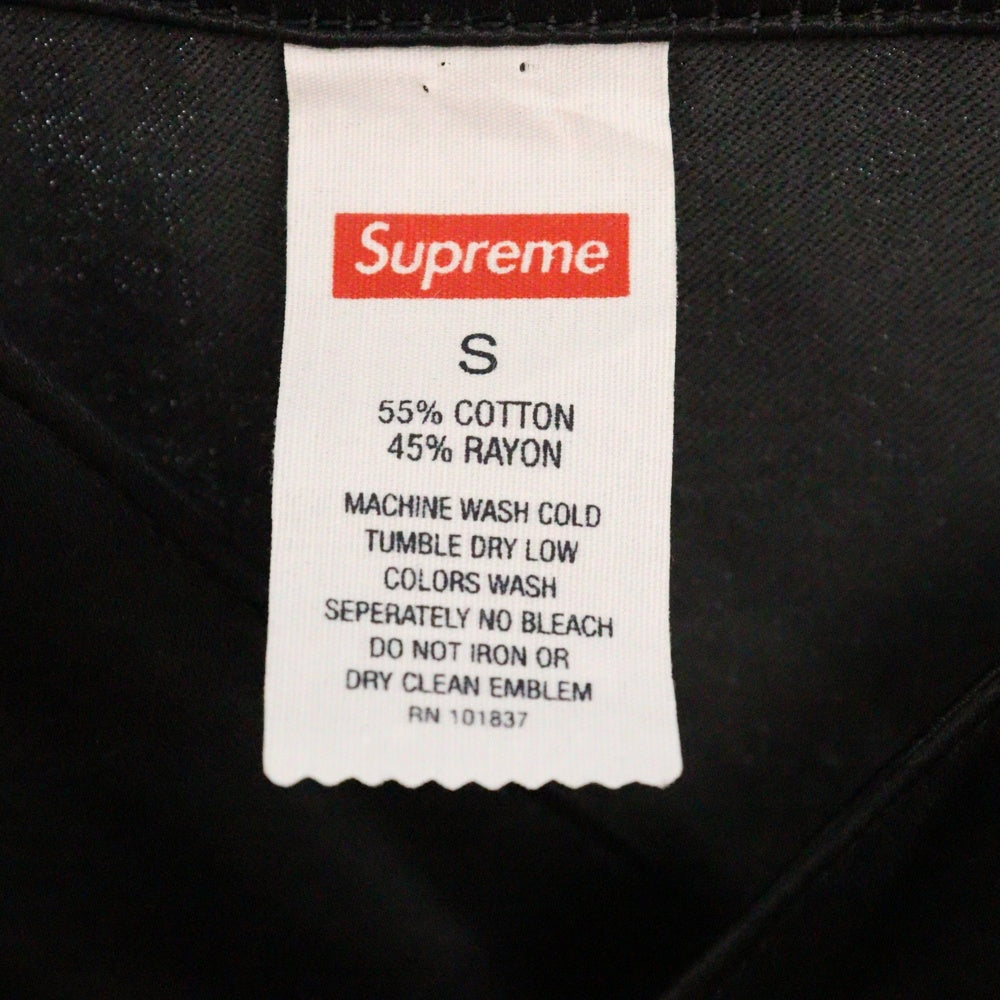 Supreme
S
55% COTTON
45% RAYON
MACHINE WASH COLD
TUMBLE DRY LOW
COLORS WASH
SEPERATELY NO BLEACH
DO NOT IRON OR
DRY CLEAN EMBLEM
RN 101837